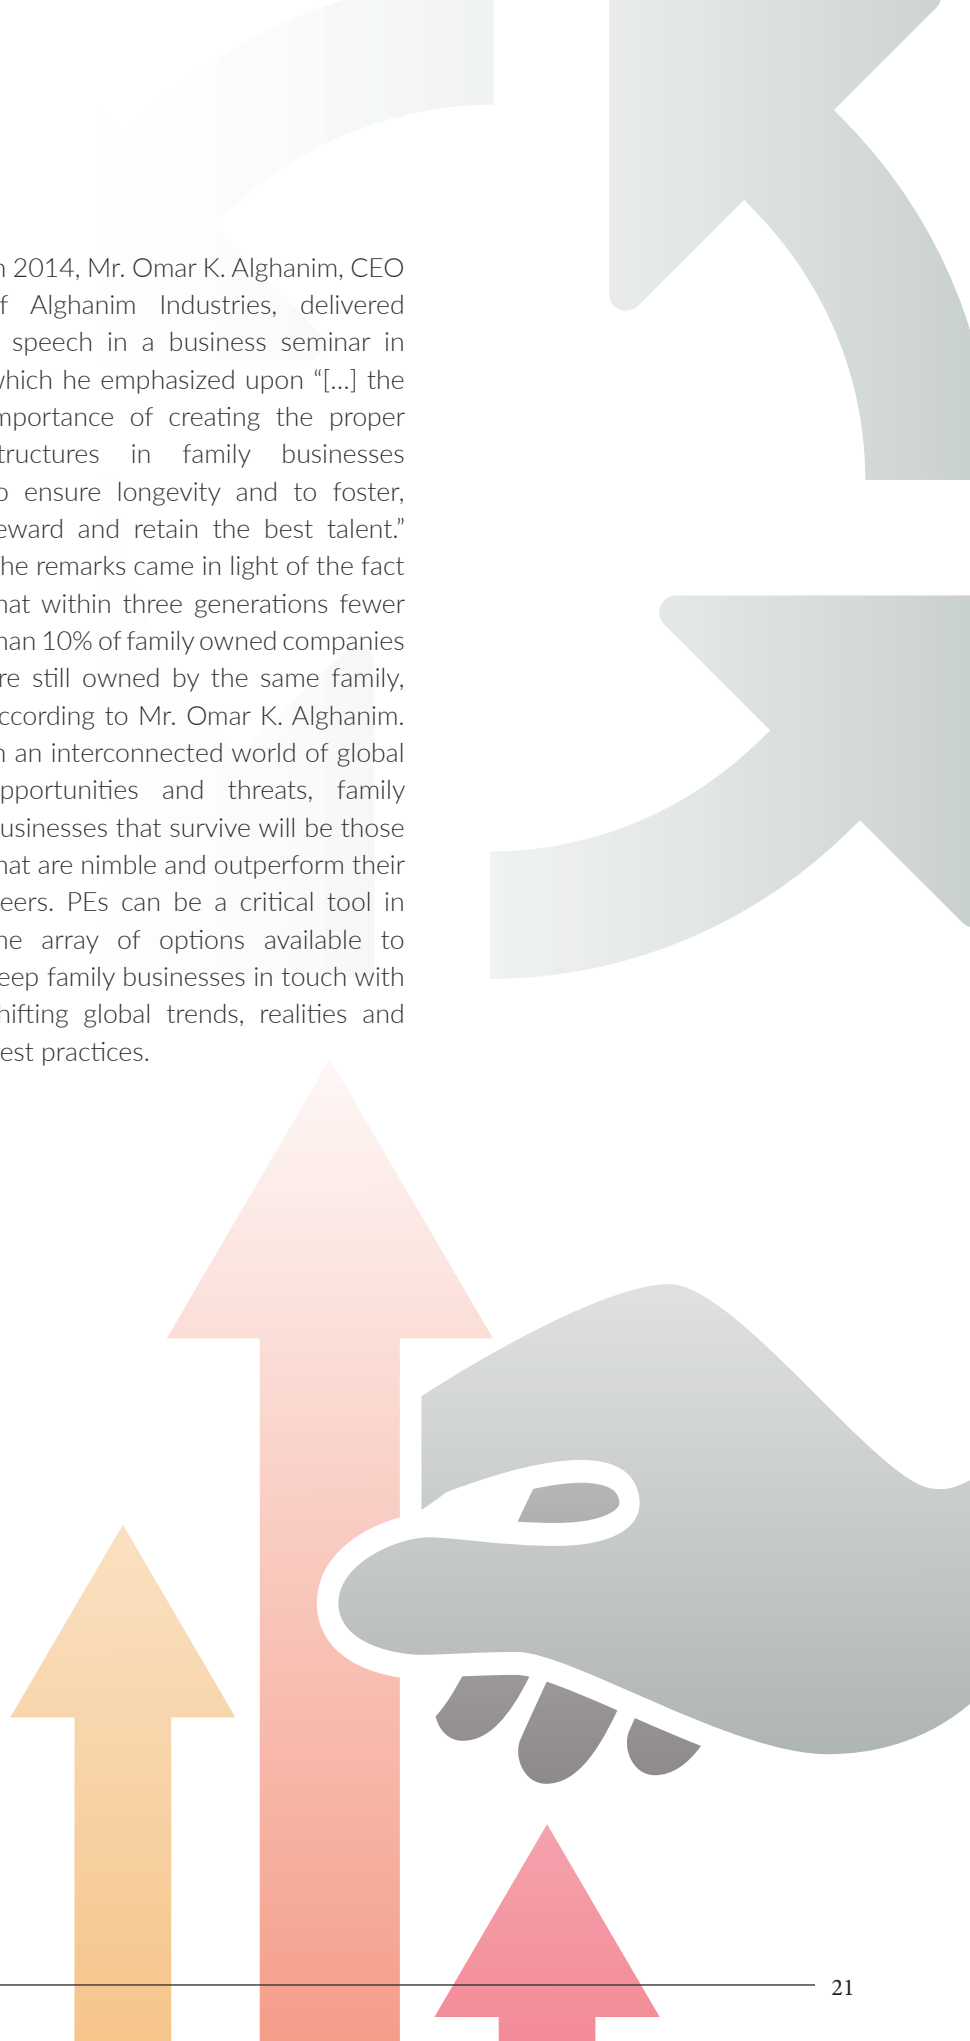 n 2014, Mr. Omar K. Alghanim, CEO
f Alghanim Industries, delivered
speech in a business seminar in
which he emphasized upon “[...] the
mportance of creating the proper
tructures in family businesses
o ensure longevity and to foster,
eward and retain the best talent.”
he remarks came in light of the fact
hat within three generations fewer
han 10% of family owned companies
re still owned by the same family,
ccording to Mr. Omar K. Alghanim.
n an interconnected world of global
pportunities and threats, family
usinesses that survive will be those
hat are nimble and outperform their
eers. PEs can be a critical tool in
he array of options available to
eep family businesses in touch with
hifting global trends, realities and
est practices.
21